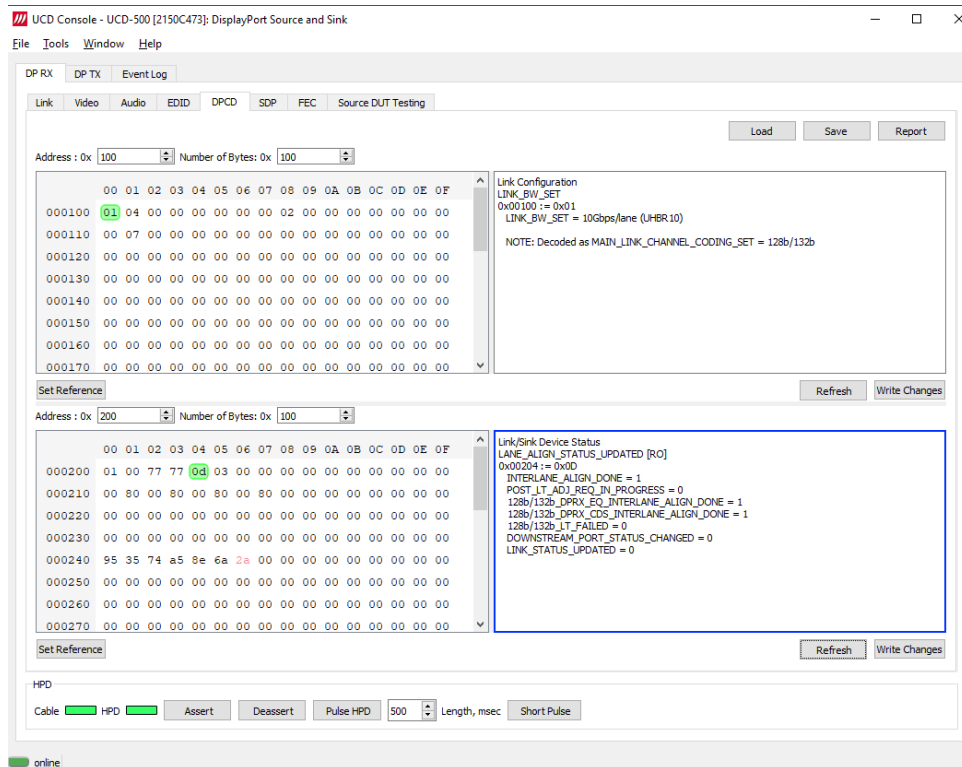 UCD Console - UCD-500 [2150C473]: DisplayPort Source and Sink
File Tools Window Help
DP RX DP TX Event Log
Link Video Audio EDID DPCD SDP FEC Source DUT Testing
Load Save Report
Address : 0x 100 Number of Bytes: 0x 100
00 01 02 03 04 05 06 07 08 09 0A 0B 0C 0D 0E 0F
000100 01 04 00 00 00 00 00 00 02 00 00 00 00 00 00 00
000110 00 07 00 00 00 00 00 00 00 00 00 00 00 00 00 00
000120 00 00 00 00 00 00 00 00 00 00 00 00 00 00 00 00
000130 00 00 00 00 00 00 00 00 00 00 00 00 00 00 00 00
000140 00 00 00 00 00 00 00 00 00 00 00 00 00 00 00 00
000150 00 00 00 00 00 00 00 00 00 00 00 00 00 00 00 00
000160 00 00 00 00 00 00 00 00 00 00 00 00 00 00 00 00
000170 00 00 00 00 00 00 00 00 00 00 00 00 00 00 00 00
Link Configuration
LINK_BW_SET
0x00100 := 0x01
LINK_BW_SET = 10Gbps/lane (UHBR10)
NOTE: Decoded as MAIN_LINK_CHANNEL_CODING_SET = 128b/132b
Set Reference Refresh Write Changes
Address : 0x 200 Number of Bytes: 0x 100
00 01 02 03 04 05 06 07 08 09 0A 0B 0C 0D 0E 0F
000200 01 00 77 77 0d 03 00 00 00 00 00 00 00 00 00 00
000210 00 80 00 80 00 80 00 80 00 00 00 00 00 00 00 00
000220 00 00 00 00 00 00 00 00 00 00 00 00 00 00 00 00
000230 00 00 00 00 00 00 00 00 00 00 00 00 00 00 00 00
000240 95 35 74 a5 8e 6a 2a 00 00 00 00 00 00 00 00 00
000250 00 00 00 00 00 00 00 00 00 00 00 00 00 00 00 00
000260 00 00 00 00 00 00 00 00 00 00 00 00 00 00 00 00
000270 00 00 00 00 00 00 00 00 00 00 00 00 00 00 00 00
Link/Sink Device Status
LANE_ALIGN_STATUS_UPDATED [RO]
0x00204 := 0x0D
INTERLANE_ALIGN_DONE = 1
POST_LT_ADJ_REQ_IN_PROGRESS = 0
128b/132b_DPRX_EQ_INTERLANE_ALIGN_DONE = 1
128b/132b_DPRX_CDS_INTERLANE_ALIGN_DONE = 1
128b/132b_LT_FAILED = 0
DOWNSTREAM_PORT_STATUS_CHANGED = 0
LINK_STATUS_UPDATED = 0
Set Reference Refresh Write Changes
HPD
Cable HPD Assert Deassert Pulse HPD 500 Length, msec Short Pulse
online